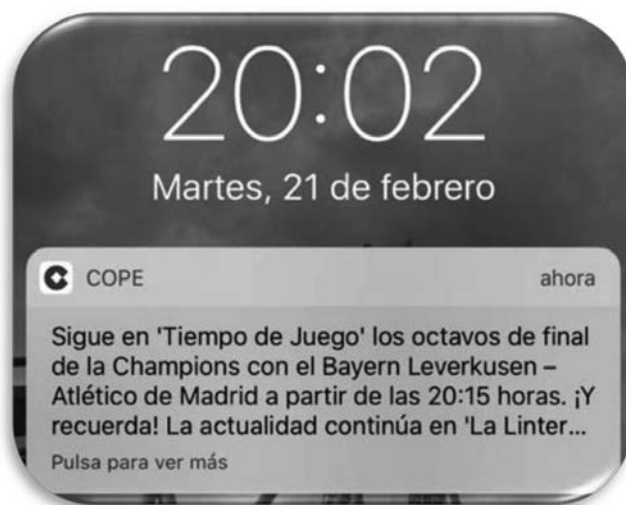 20:02
Martes, 21 de febrero
COPE ahora
Sigue en 'Tiempo de Juego' los octavos de final
de la Champions con el Bayern Leverkusen –
Atlético de Madrid a partir de las 20:15 horas. ¡Y
recuerda! La actualidad continúa en 'La Linter...
Pulsa para ver más